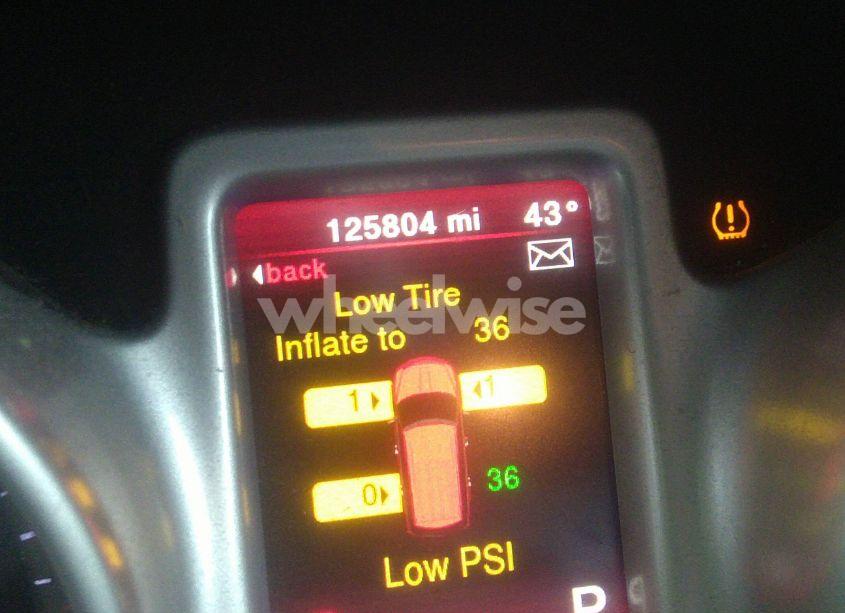 125804 mi 43°
back
Low Tire
Inflate to 36
wheelwise
1 1
0 36
Low PSI
P